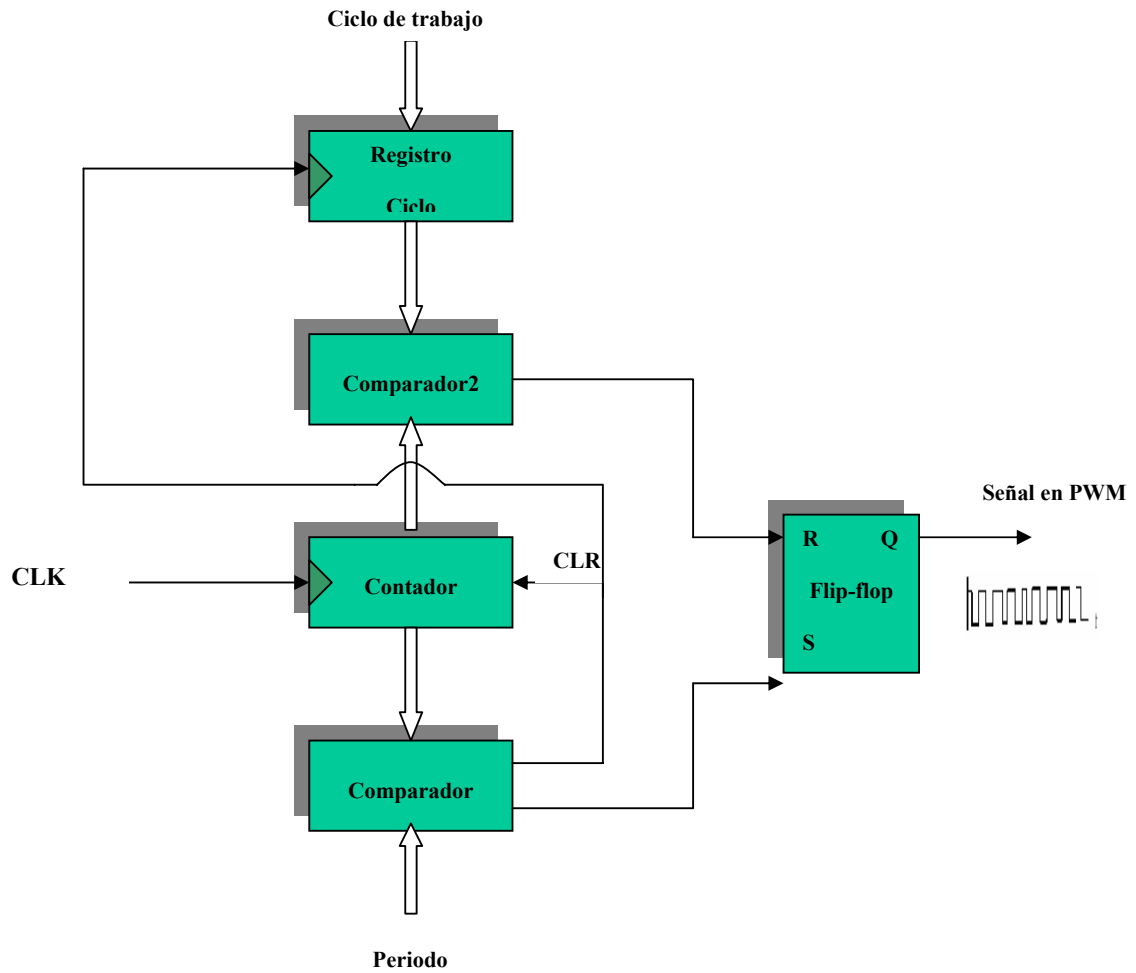 Ciclo de trabajo
Registro
Ciclo
Comparador2
Señal en PWM
R Q
CLR
CLK
Contador
Flip-flop
S
Comparador
Periodo